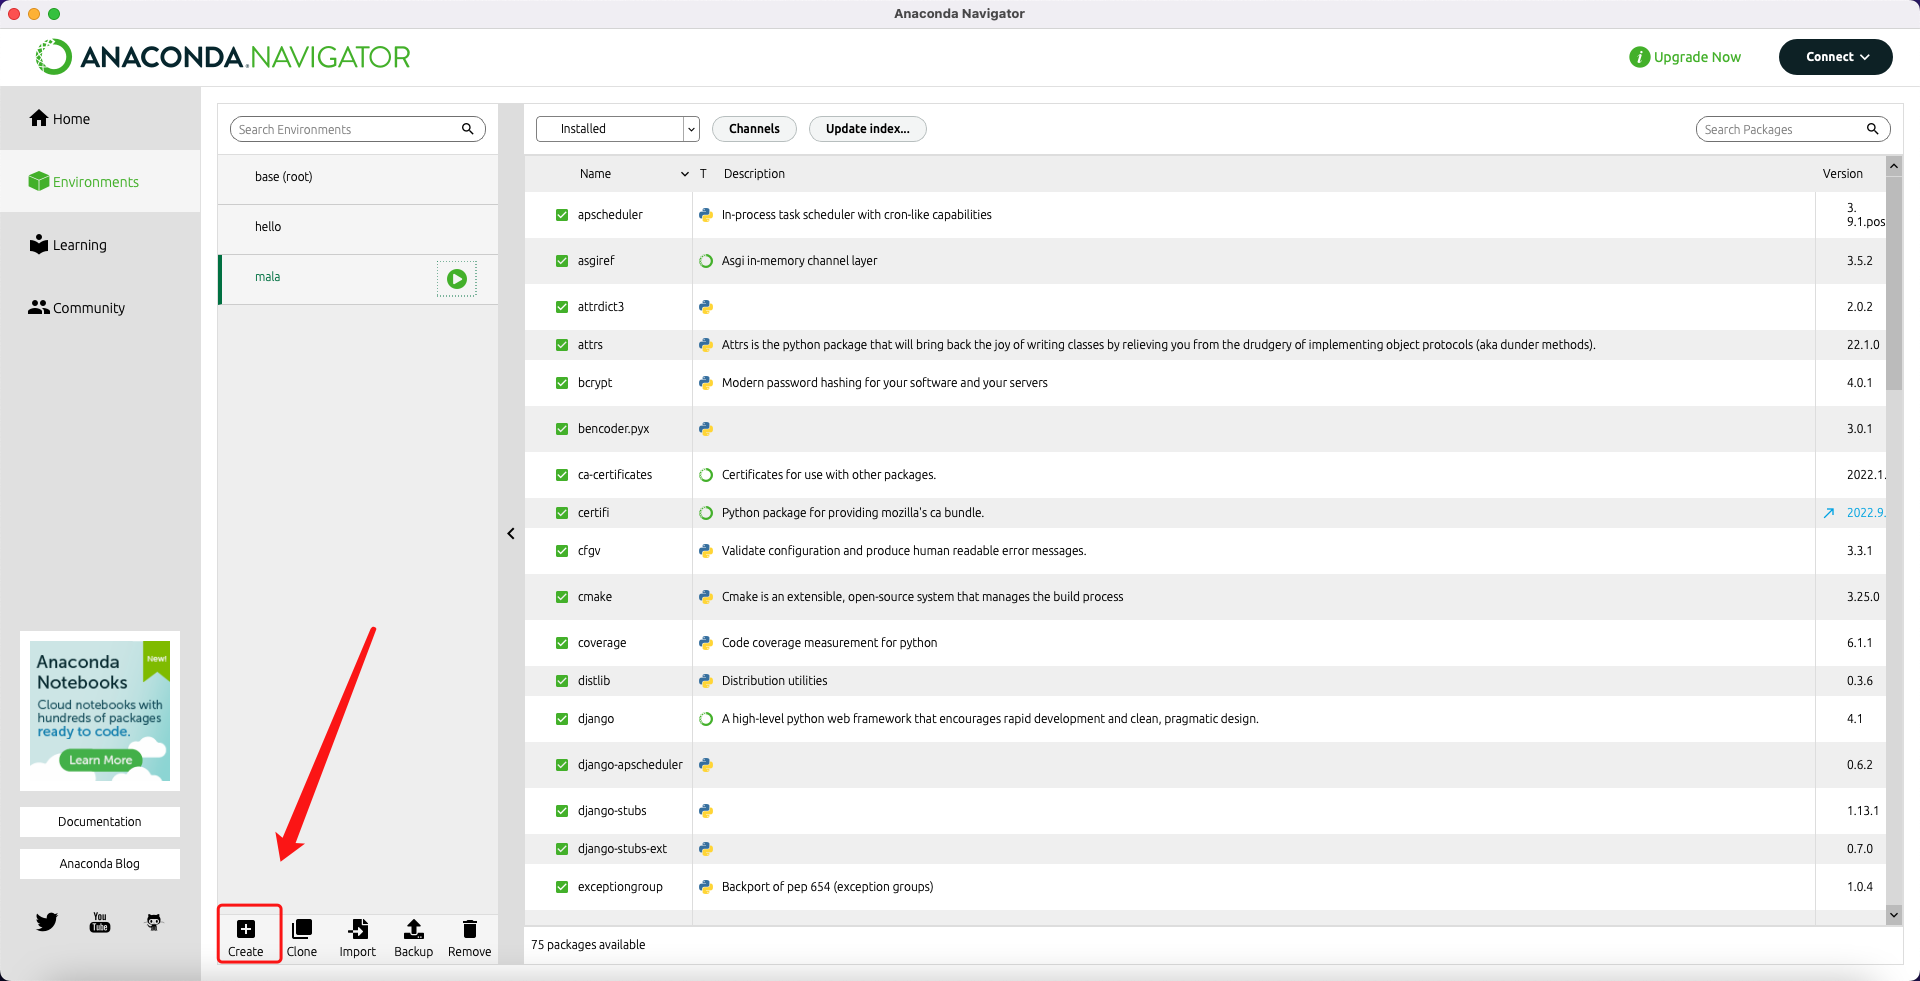 Anaconda Navigator
ANACONDA.NAVIGATOR
i Upgrade Now
Connect
Home
Environments
Learning
Community
Anaconda
Notebooks
New!
Cloud notebooks with
hundreds of packages
ready to code.
Learn More
Documentation
Anaconda Blog
You
Tube
Search Environments
base (root)
hello
mala
Create
Clone
Import
Backup
Remove
Installed
Channels
Update index...
Search Packages
Name T Description Version
apscheduler In-process task scheduler with cron-like capabilities 3.
9.1.pos
asgiref Asgi in-memory channel layer 3.5.2
attrdict3 2.0.2
attrs Attrs is the python package that will bring back the joy of writing classes by relieving you from the drudgery of implementing object protocols (aka dunder methods). 22.1.0
bcrypt Modern password hashing for your software and your servers 4.0.1
bencoder.pyx 3.0.1
ca-certificates Certificates for use with other packages. 2022.1.
certifi Python package for providing mozilla's ca bundle. 2022.9.
cfgv Validate configuration and produce human readable error messages. 3.3.1
cmake Cmake is an extensible, open-source system that manages the build process 3.25.0
coverage Code coverage measurement for python 6.1.1
distlib Distribution utilities 0.3.6
django A high-level python web framework that encourages rapid development and clean, pragmatic design. 4.1
django-apscheduler 0.6.2
django-stubs 1.13.1
django-stubs-ext 0.7.0
exceptiongroup Backport of pep 654 (exception groups) 1.0.4
75 packages available